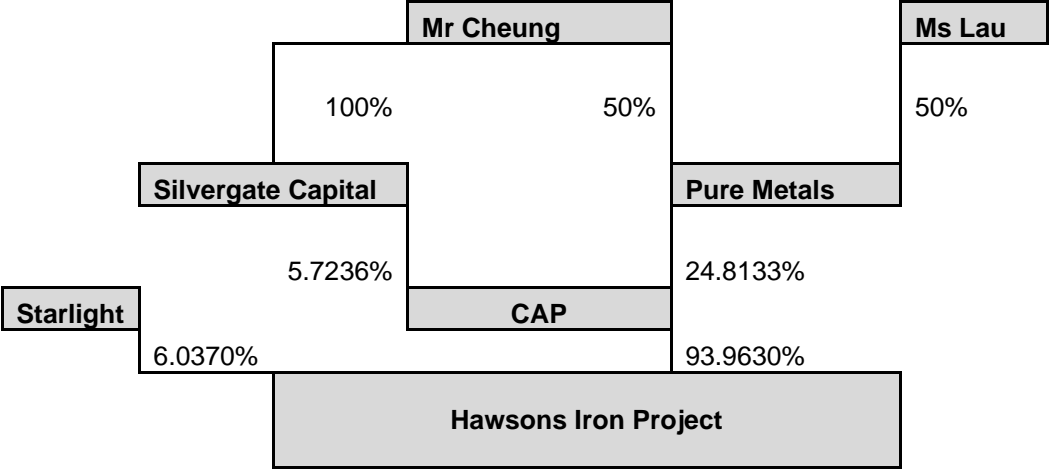 Mr Cheung
Ms Lau
100%
50%
50%
Silvergate Capital
Pure Metals
5.7236%
24.8133%
Starlight
CAP
6.0370%
93.9630%
Hawsons Iron Project